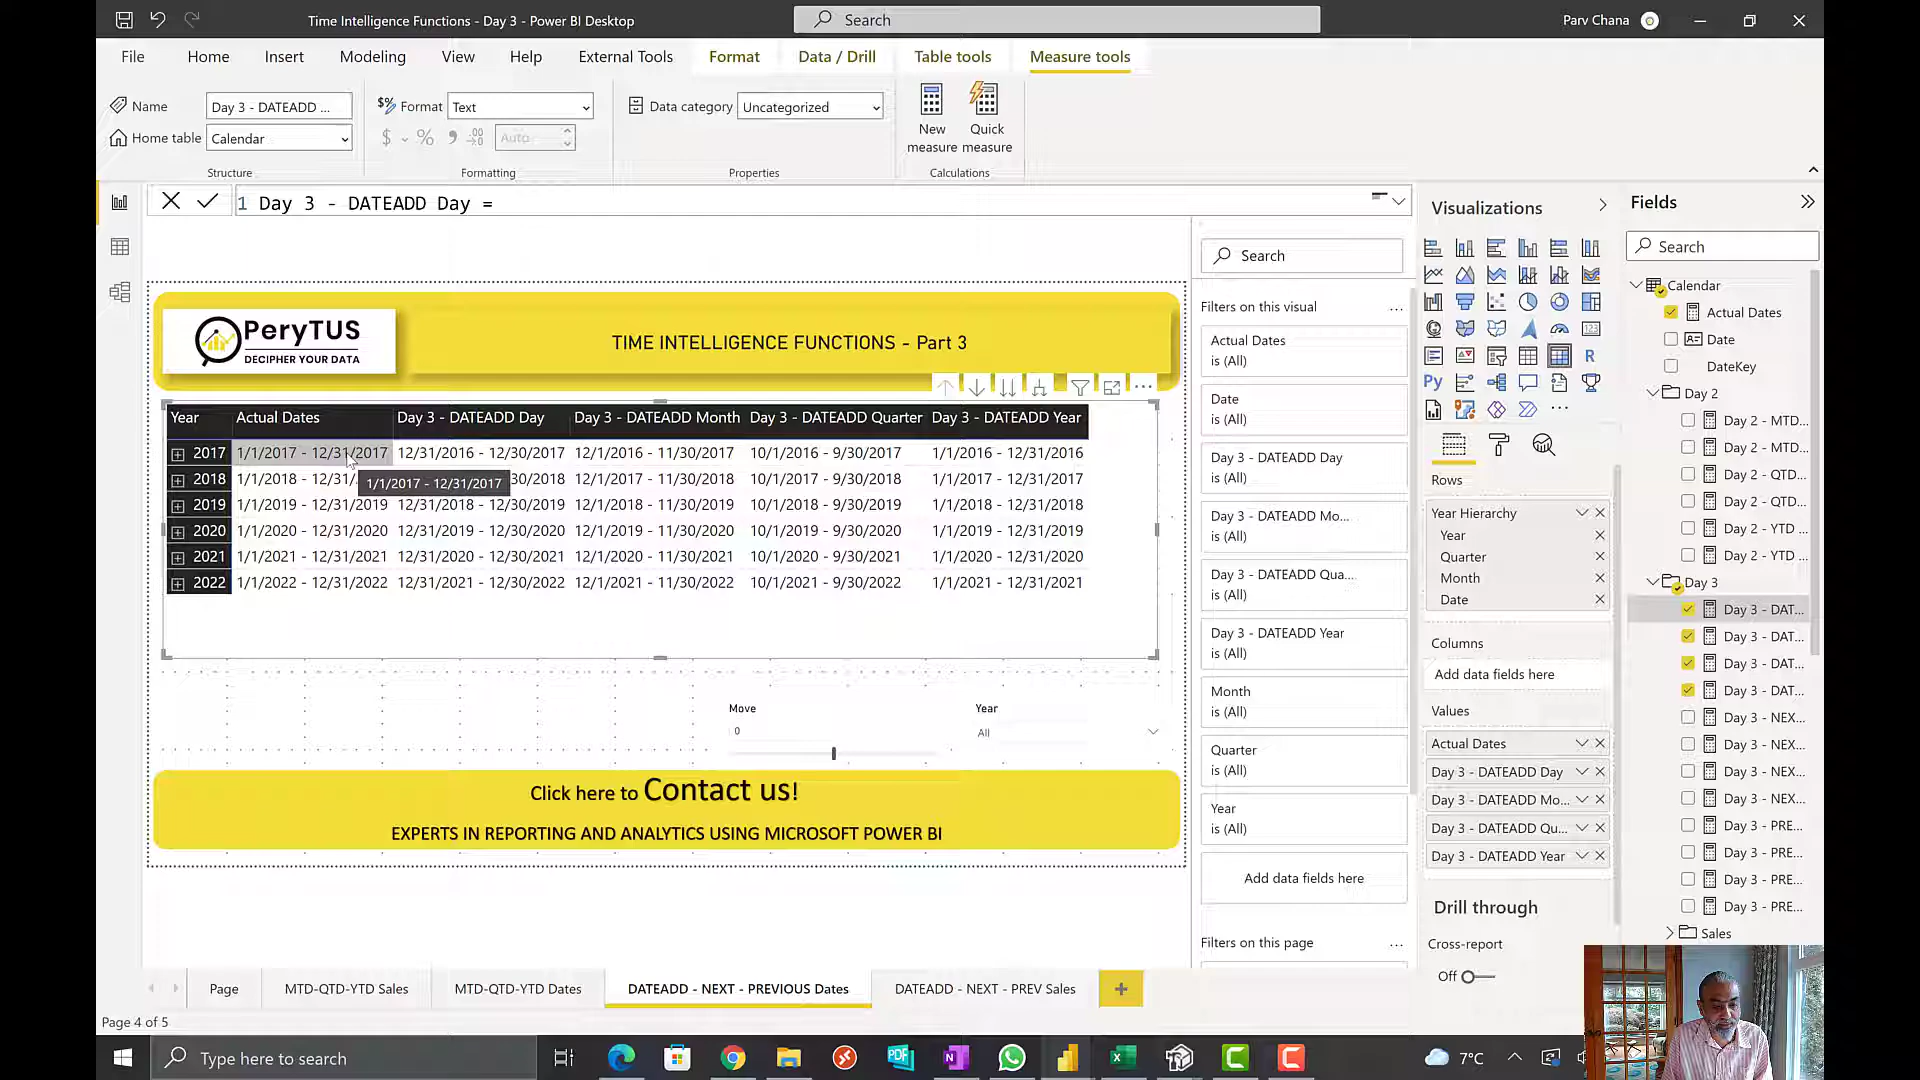 Time Intelligence Functions - Day 3 - Power BI Desktop
Search
Parv Chana
File
Home
Insert
Modeling
View
Help
External Tools
Format
Data / Drill
Table tools
Measure tools
Name
Day 3 - DATEADD ...
Home table
Calendar
Structure
Format
Text
$
%
,
.00
Auto
Formatting
Data category
Uncategorized
Properties
New measure
Quick measure
Calculations
1 Day 3 - DATEADD Day =
PeryTUS
DECIPHER YOUR DATA
TIME INTELLIGENCE FUNCTIONS - Part 3
Year Actual Dates Day 3 - DATEADD Day Day 3 - DATEADD Month Day 3 - DATEADD Quarter Day 3 - DATEADD Year
2017 1/1/2017 - 12/31/2017 12/31/2016 - 12/30/2017 12/1/2016 - 11/30/2017 10/1/2016 - 9/30/2017 1/1/2016 - 12/31/2016
1/1/2017 - 12/31/2017
2018 1/1/2018 - 12/31/ 30/2018 12/1/2017 - 11/30/2018 10/1/2017 - 9/30/2018 1/1/2017 - 12/31/2017
2019 1/1/2019 - 12/31/2019 12/31/2018 - 12/30/2019 12/1/2018 - 11/30/2019 10/1/2018 - 9/30/2019 1/1/2018 - 12/31/2018
2020 1/1/2020 - 12/31/2020 12/31/2019 - 12/30/2020 12/1/2019 - 11/30/2020 10/1/2019 - 9/30/2020 1/1/2019 - 12/31/2019
2021 1/1/2021 - 12/31/2021 12/31/2020 - 12/30/2021 12/1/2020 - 11/30/2021 10/1/2020 - 9/30/2021 1/1/2020 - 12/31/2020
2022 1/1/2022 - 12/31/2022 12/31/2021 - 12/30/2022 12/1/2021 - 11/30/2022 10/1/2021 - 9/30/2022 1/1/2021 - 12/31/2021
Move
0
Year
All
Click here to Contact us!
EXPERTS IN REPORTING AND ANALYTICS USING MICROSOFT POWER BI
Search
Filters on this visual ...
Actual Dates
is (All)
Date
is (All)
Day 3 - DATEADD Day
is (All)
Day 3 - DATEADD Mo...
is (All)
Day 3 - DATEADD Qua...
is (All)
Day 3 - DATEADD Year
is (All)
Month
is (All)
Quarter
is (All)
Year
is (All)
Add data fields here
Filters on this page ...
Visualizations
R
Py
123
...
Rows
Year Hierarchy
Year
Quarter
Month
Date
Columns
Add data fields here
Values
Actual Dates
Day 3 - DATEADD Day
Day 3 - DATEADD Mo...
Day 3 - DATEADD Qu...
Day 3 - DATEADD Year
Drill through
Cross-report
Off
Fields
Search
Calendar
Actual Dates
Date
DateKey
Day 2
Day 2 - MTD...
Day 2 - MTD...
Day 2 - QTD...
Day 2 - QTD...
Day 2 - YTD ...
Day 2 - YTD ...
Day 3
Day 3 - DAT...
Day 3 - DAT...
Day 3 - DAT...
Day 3 - DAT...
Day 3 - NEX...
Day 3 - NEX...
Day 3 - NEX...
Day 3 - NEX...
Day 3 - PRE...
Day 3 - PRE...
Day 3 - PRE...
Day 3 - PRE...
Sales
Page
MTD-QTD-YTD Sales
MTD-QTD-YTD Dates
DATEADD - NEXT - PREVIOUS Dates
DATEADD - NEXT - PREV Sales
+
Page 4 of 5
Type here to search
7°C